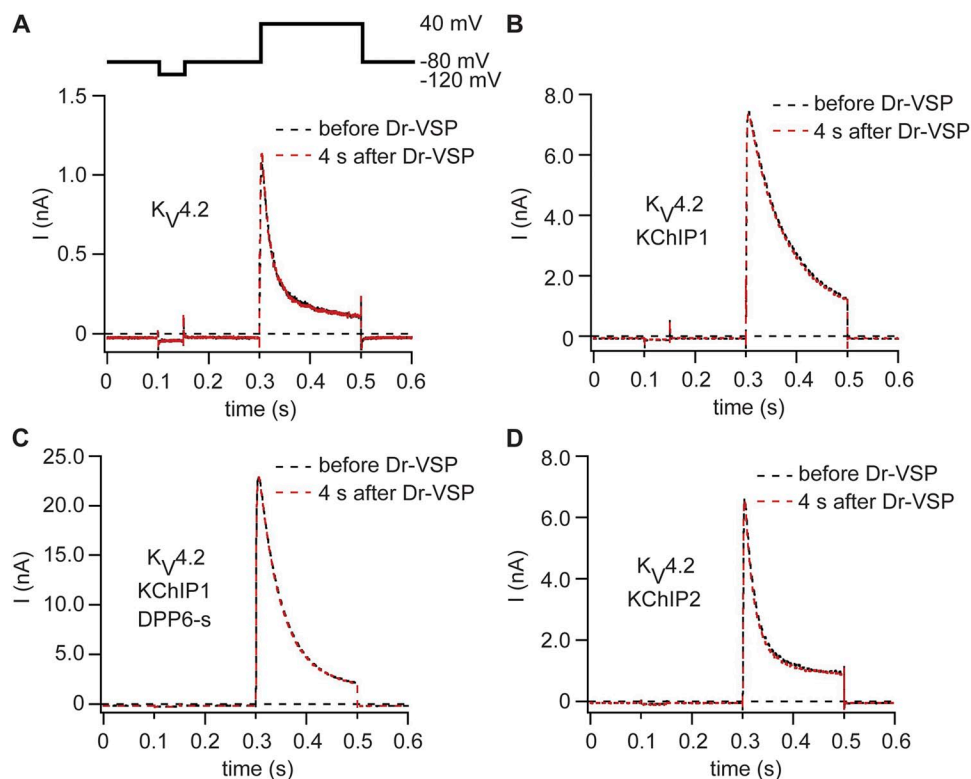 A
40 mV
-80 mV
-120 mV
1.5
1.0
0.5
0
I (nA)
before Dr-VSP
4 s after Dr-VSP
KV4.2
0 0.1 0.2 0.3 0.4 0.5 0.6
time (s)
B
8.0
6.0
4.0
2.0
0
I (nA)
before Dr-VSP
4 s after Dr-VSP
KV4.2
KChIP1
0 0.1 0.2 0.3 0.4 0.5 0.6
time (s)
C
25.0
20.0
15.0
10.0
5.0
0
I (nA)
before Dr-VSP
4 s after Dr-VSP
KV4.2
KChIP1
DPP6-s
0 0.1 0.2 0.3 0.4 0.5 0.6
time (s)
D
8.0
6.0
4.0
2.0
0
I (nA)
before Dr-VSP
4 s after Dr-VSP
KV4.2
KChIP2
0 0.1 0.2 0.3 0.4 0.5 0.6
time (s)